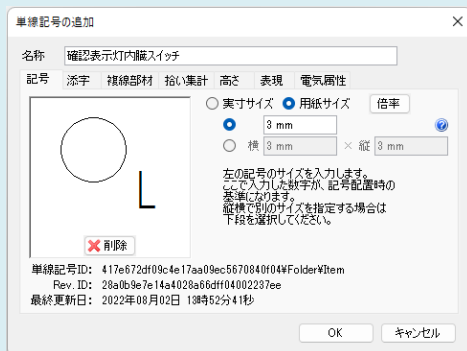 単線記号の追加
名称 確認表示灯内臓スイッチ
記号 添字 複線部材 拾い集計 高さ 表現 電気属性
実寸サイズ 用紙サイズ 倍率
3 mm
横 3 mm × 縦 3 mm
L
左の記号のサイズを入力します。
ここで入力した数字が、記号配置時の
基準になります。
縦横で別のサイズを指定する場合は
下段を選択してください。
削除
単線記号ID: 417e672df09c4e17aa09ec5670840f04¥Folder¥Item
Rev. ID: 28a0b9e7e14a4028a66dff04002237ee
最終更新日: 2022年08月02日 13時52分41秒
OK キャンセル